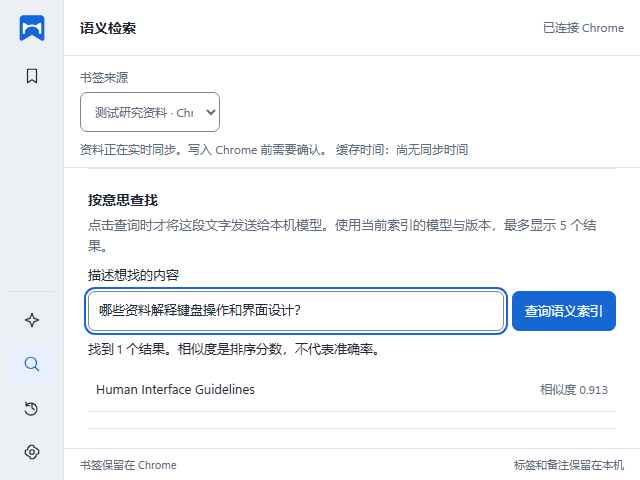 语义检索
已连接 Chrome
书签来源
测试研究资料 · Chr
资料正在实时同步。写入 Chrome 前需要确认。 缓存时间：尚无同步时间
按意思查找
点击查询时才将这段文字发送给本机模型。使用当前索引的模型与版本，最多显示 5 个结
果。
描述想找的内容
哪些资料解释键盘操作和界面设计？
查询语义索引
找到 1 个结果。相似度是排序分数，不代表准确率。
Human Interface Guidelines
相似度 0.913
书签保留在 Chrome
标签和备注保留在本机